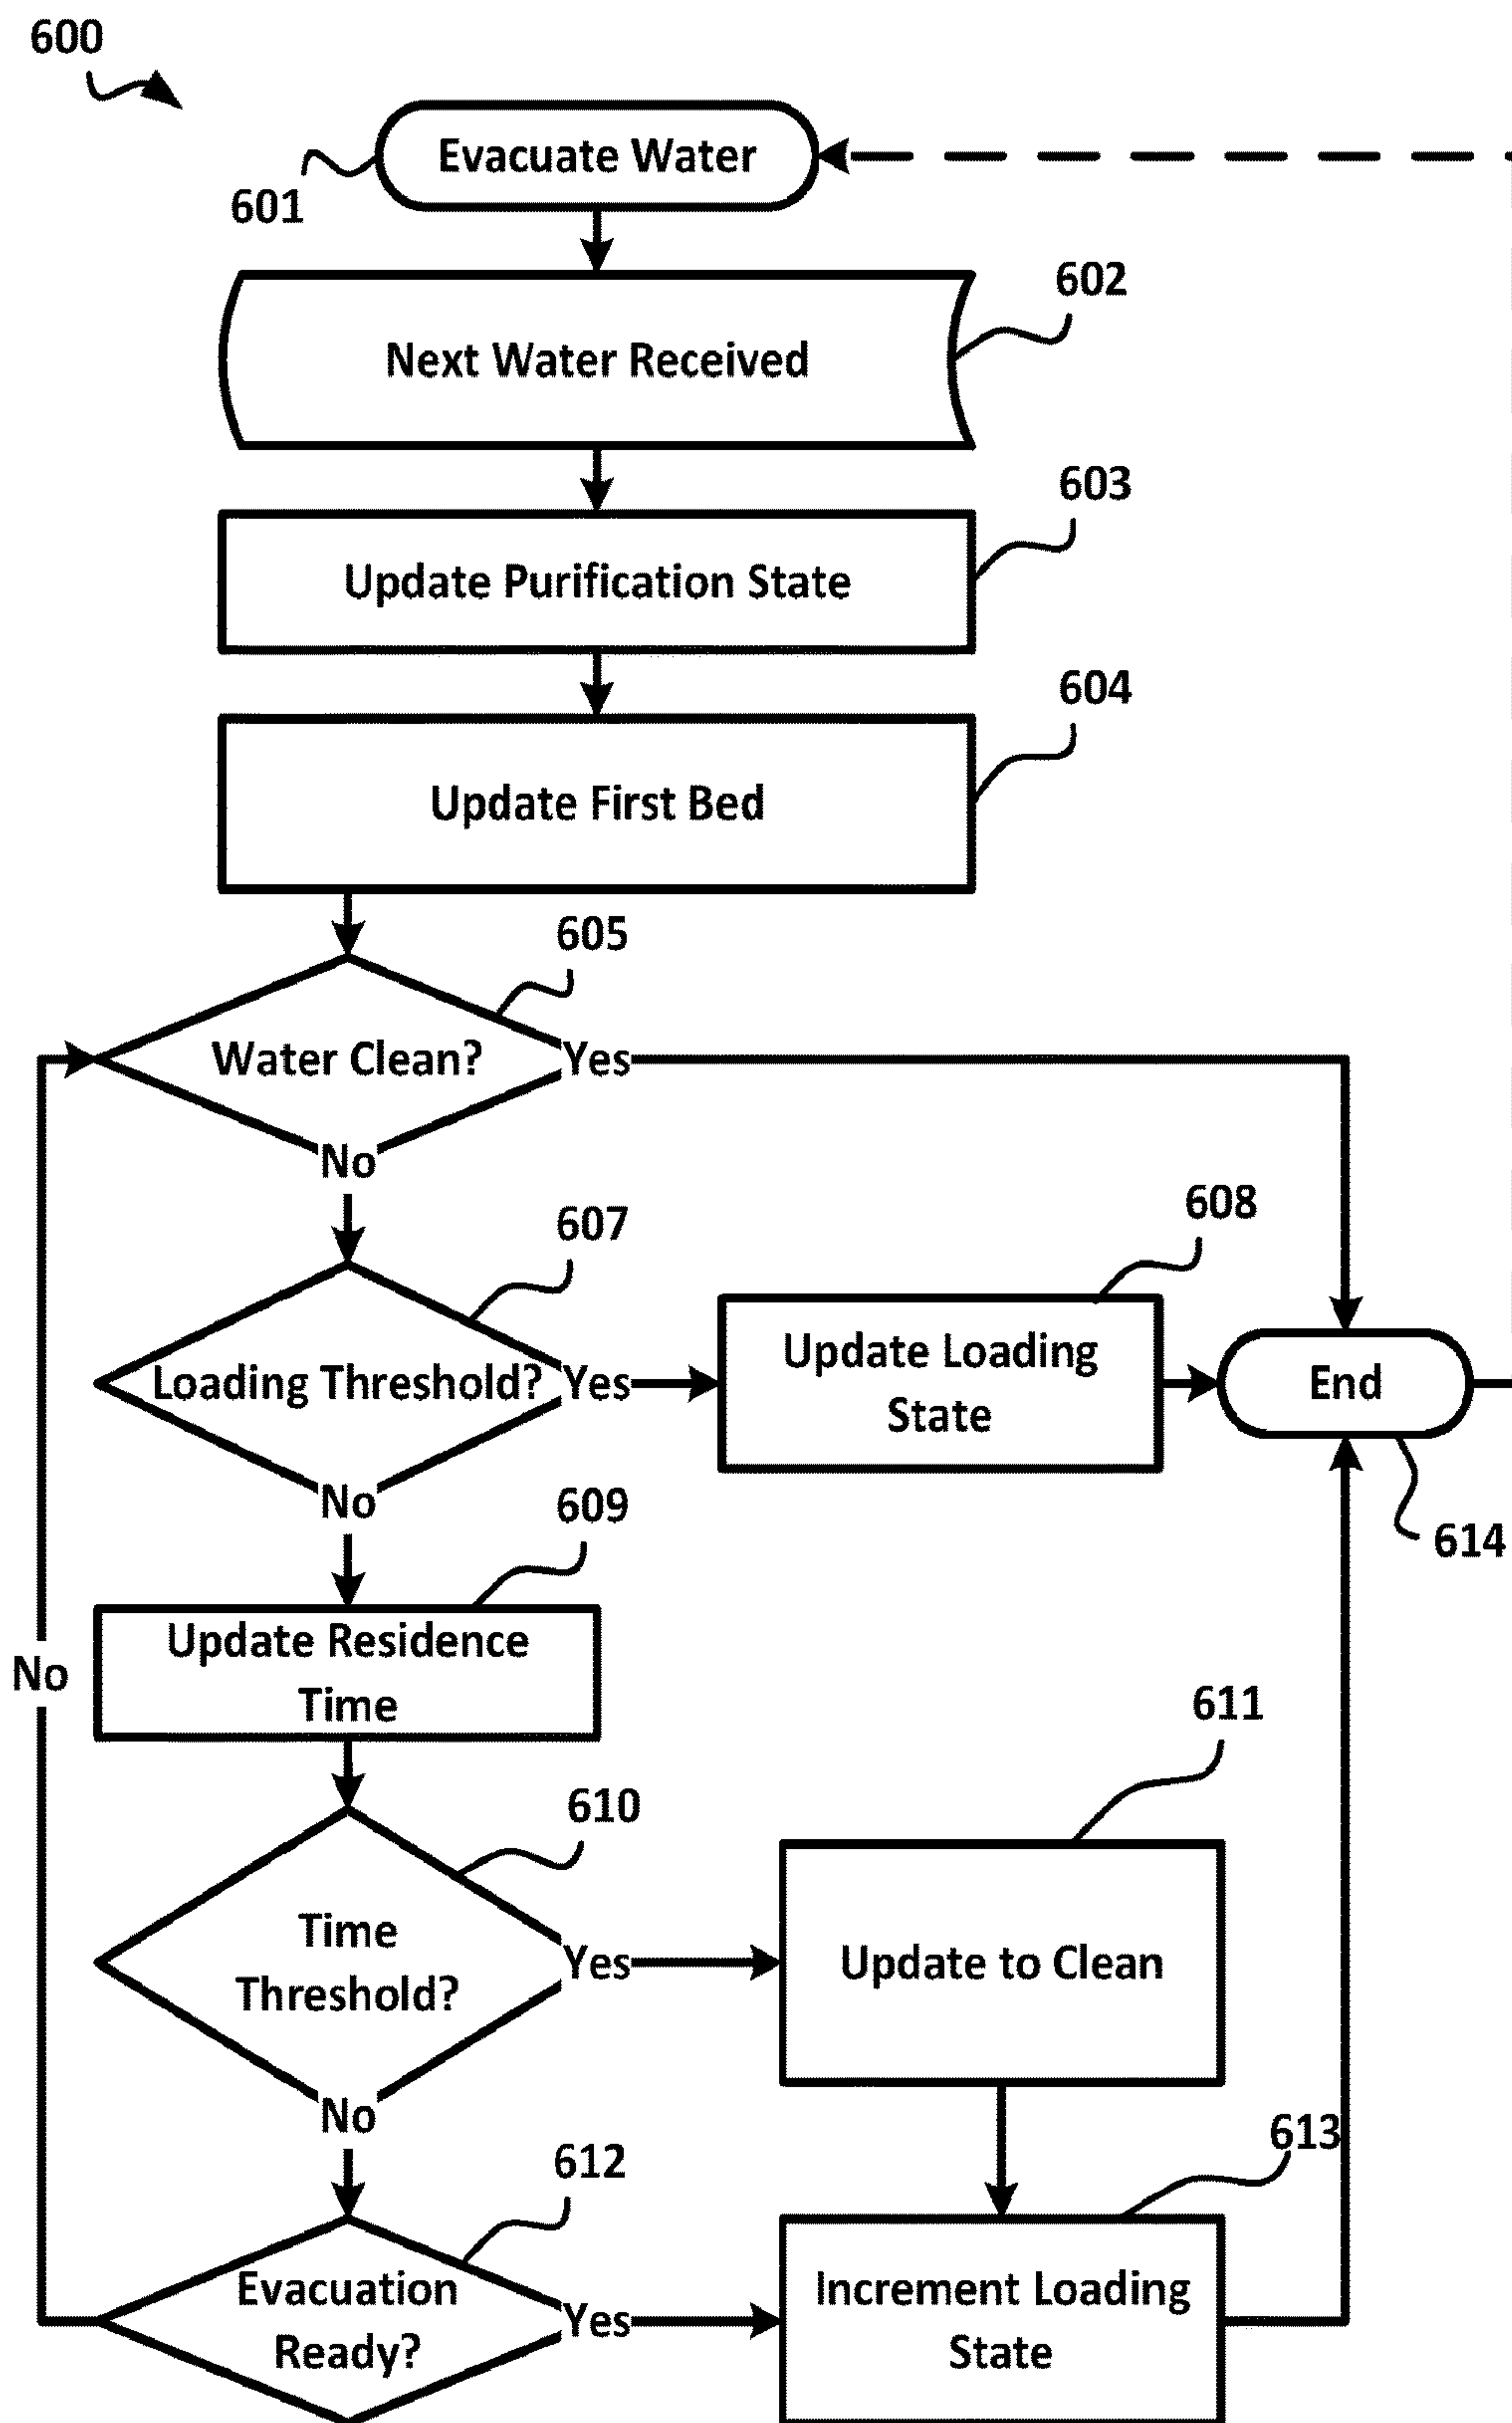 600
Evacuate Water
601
602
Next Water Received
603
Update Purification State
604
Update First Bed
605
Water Clean?
Yes
No
607
608
Loading Threshold?
Yes
Update Loading
State
End
No
609
614
Update Residence
Time
No
611
610
Time
Threshold?
Yes
Update to Clean
No
612
613
Evacuation
Ready?
Yes
Increment Loading
State